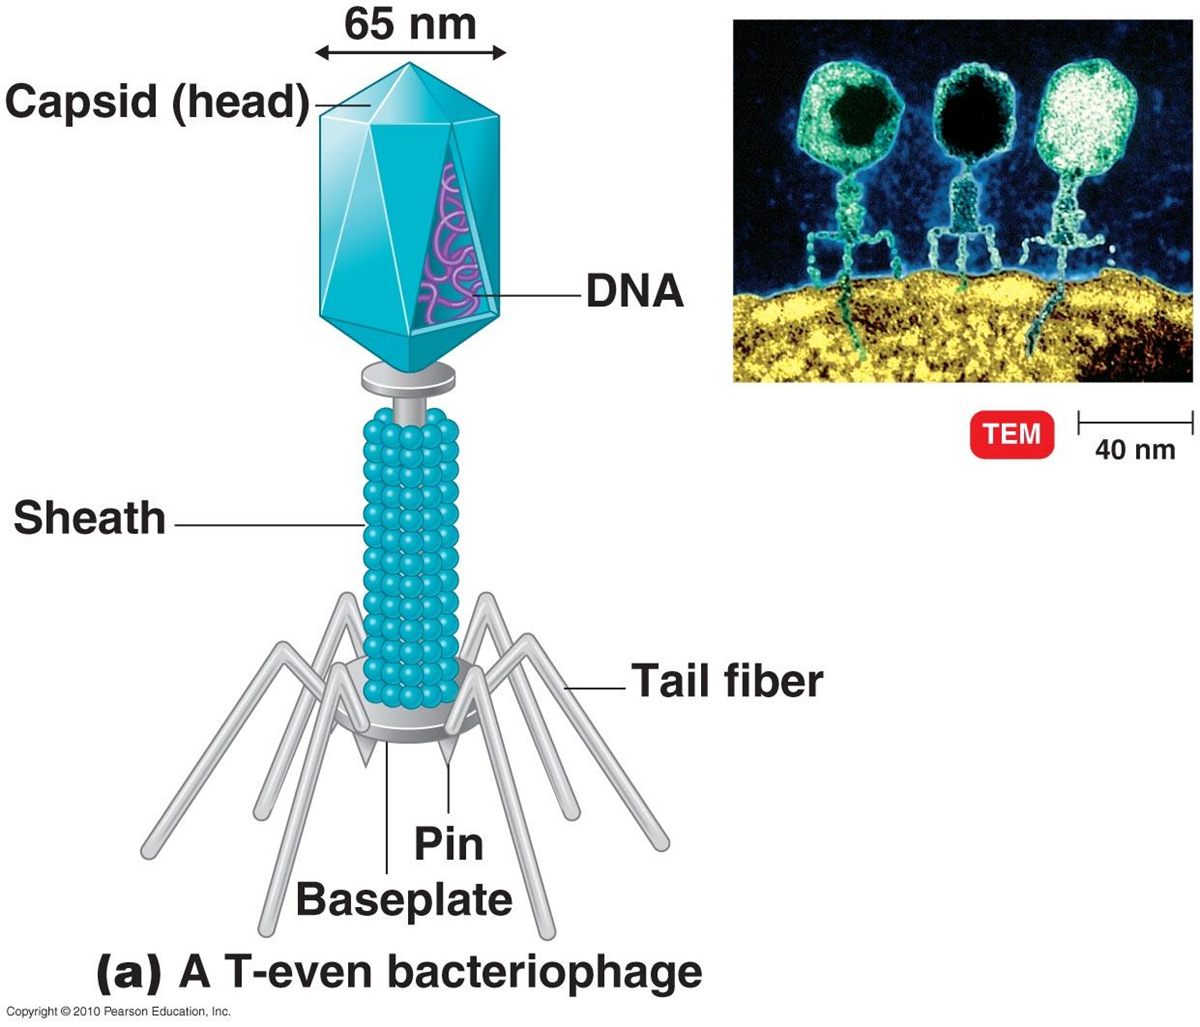 65 nm
Capsid (head)
DNA
TEM
40 nm
Sheath
Tail fiber
Pin
Baseplate
(a) A T-even bacteriophage
Copyright © 2010 Pearson Education, Inc.